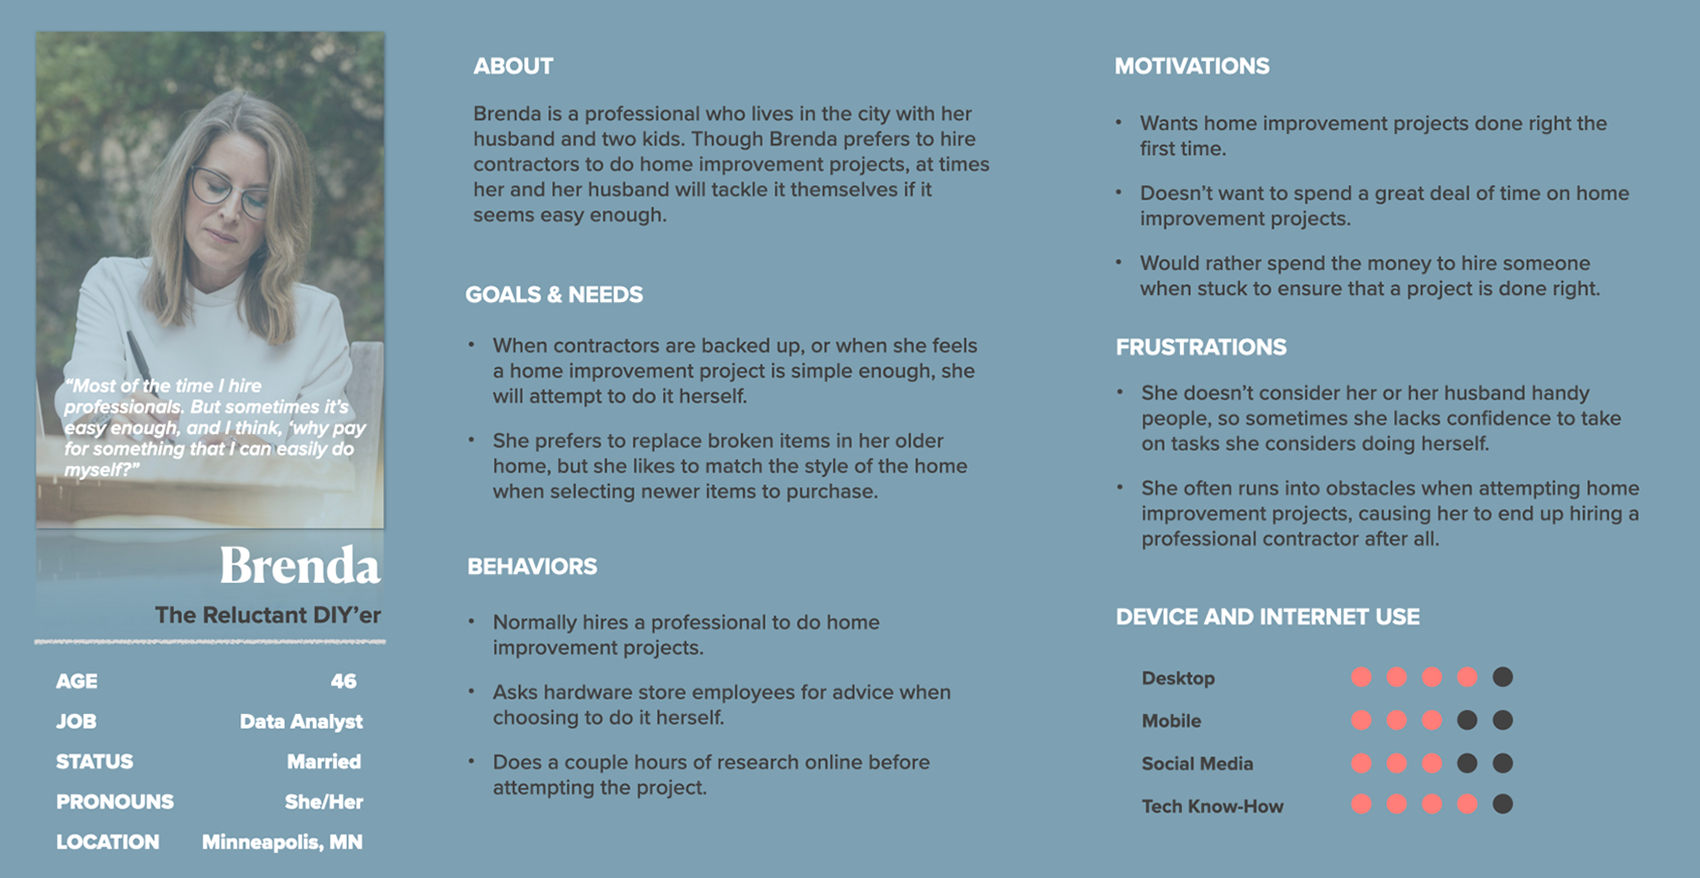 “Most of the time I hire
professionals. But sometimes it’s
easy enough, and I think, ‘why pay
for something that I can easily do
myself?”
Brenda
The Reluctant DIY’er
AGE 46
JOB Data Analyst
STATUS Married
PRONOUNS She/Her
LOCATION Minneapolis, MN
ABOUT
Brenda is a professional who lives in the city with her
husband and two kids. Though Brenda prefers to hire
contractors to do home improvement projects, at times
her and her husband will tackle it themselves if it
seems easy enough.
GOALS & NEEDS
• When contractors are backed up, or when she feels
a home improvement project is simple enough, she
will attempt to do it herself.
• She prefers to replace broken items in her older
home, but she likes to match the style of the home
when selecting newer items to purchase.
BEHAVIORS
• Normally hires a professional to do home
improvement projects.
• Asks hardware store employees for advice when
choosing to do it herself.
• Does a couple hours of research online before
attempting the project.
MOTIVATIONS
• Wants home improvement projects done right the
first time.
• Doesn’t want to spend a great deal of time on home
improvement projects.
• Would rather spend the money to hire someone
when stuck to ensure that a project is done right.
FRUSTRATIONS
• She doesn’t consider her or her husband handy
people, so sometimes she lacks confidence to take
on tasks she considers doing herself.
• She often runs into obstacles when attempting home
improvement projects, causing her to end up hiring a
professional contractor after all.
DEVICE AND INTERNET USE
Desktop
Mobile
Social Media
Tech Know-How